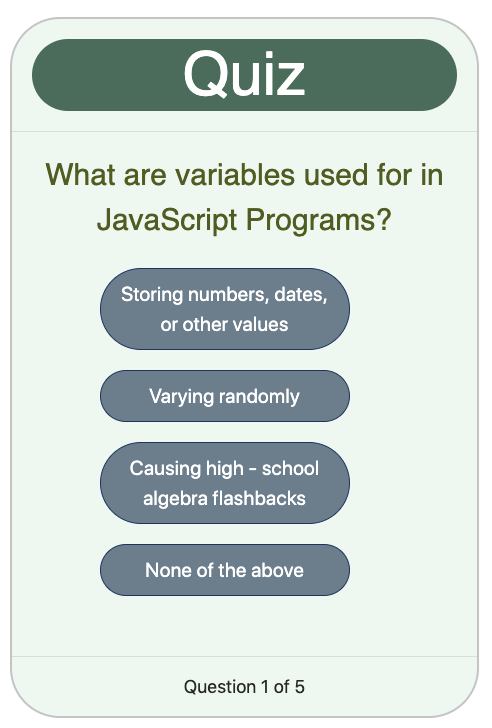 Quiz
What are variables used for in
JavaScript Programs?
Storing numbers, dates,
or other values
Varying randomly
Causing high - school
algebra flashbacks
None of the above
Question 1 of 5